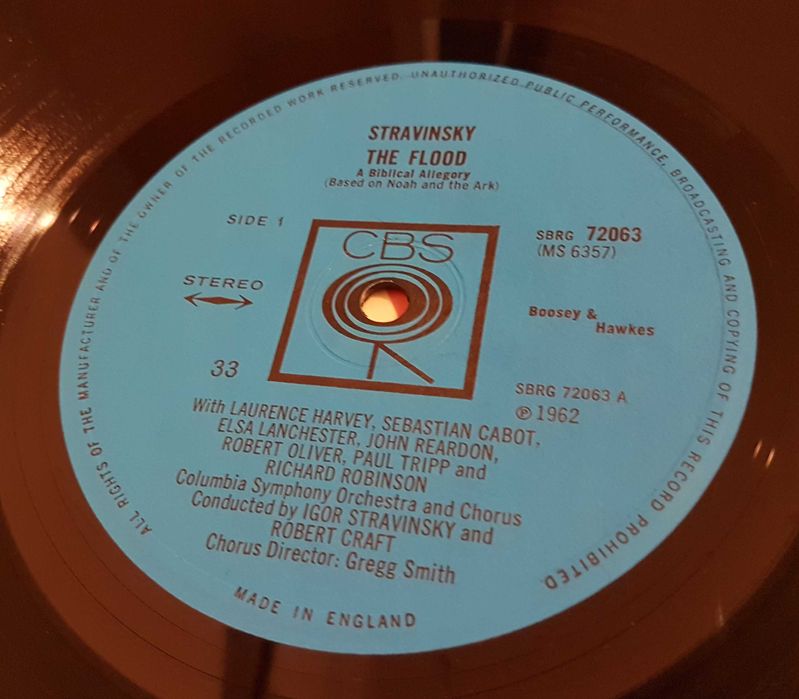 ALL RIGHTS OF THE MANUFACTURER AND OF THE OWNER OF THE RECORDED WORK RESERVED. UNAUTHORIZED PUBLIC PERFORMANCE, BROADCASTING AND COPYING OF THIS RECORD PROHIBITED.
STRAVINSKY
THE FLOOD
A Biblical Allegory
(Based on Noah and the Ark)
SIDE 1
STEREO
33
CBS
SBRG 72063
(MS 6357)
Boosey &
Hawkes
SBRG 72063 A
℗ 1962
With LAURENCE HARVEY, SEBASTIAN CABOT,
ELSA LANCHESTER, JOHN REARDON,
ROBERT OLIVER, PAUL TRIPP and
RICHARD ROBINSON
Columbia Symphony Orchestra and Chorus
Conducted by IGOR STRAVINSKY and
ROBERT CRAFT
Chorus Director: Gregg Smith
MADE IN ENGLAND